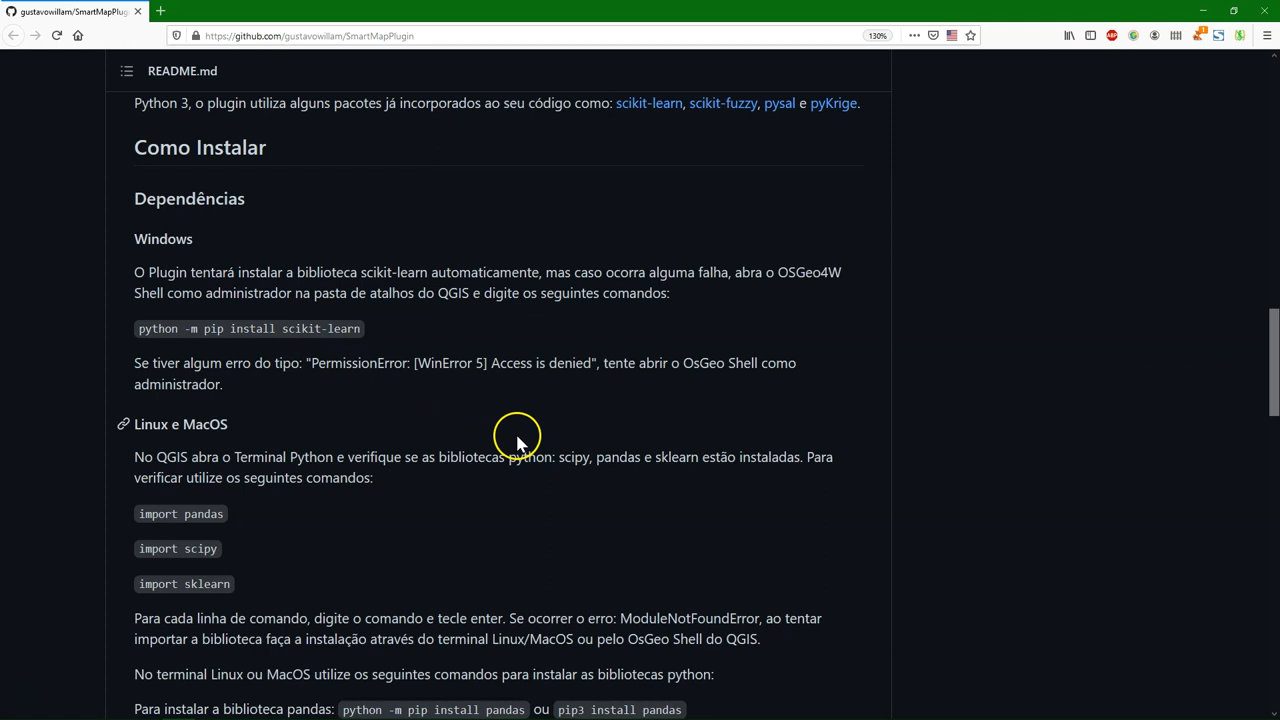 gustavowillam/SmartMapPlug
https://github.com/gustavowillam/SmartMapPlugin
130%
README.md
Python 3, o plugin utiliza alguns pacotes já incorporados ao seu código como: scikit-learn, scikit-fuzzy, pysal e pyKrige.
Como Instalar
Dependências
Windows
O Plugin tentará instalar a biblioteca scikit-learn automaticamente, mas caso ocorra alguma falha, abra o OSGeo4W
Shell como administrador na pasta de atalhos do QGIS e digite os seguintes comandos:
python -m pip install scikit-learn
Se tiver algum erro do tipo: "PermissionError: [WinError 5] Access is denied", tente abrir o OsGeo Shell como
administrador.
Linux e MacOS
No QGIS abra o Terminal Python e verifique se as bibliotecas python: scipy, pandas e sklearn estão instaladas. Para
verificar utilize os seguintes comandos:
import pandas
import scipy
import sklearn
Para cada linha de comando, digite o comando e tecle enter. Se ocorrer o erro: ModuleNotFoundError, ao tentar
importar a biblioteca faça a instalação através do terminal Linux/MacOS ou pelo OsGeo Shell do QGIS.
No terminal Linux ou MacOS utilize os seguintes comandos para instalar as bibliotecas python:
Para instalar a biblioteca pandas: python -m pip install pandas ou pip3 install pandas